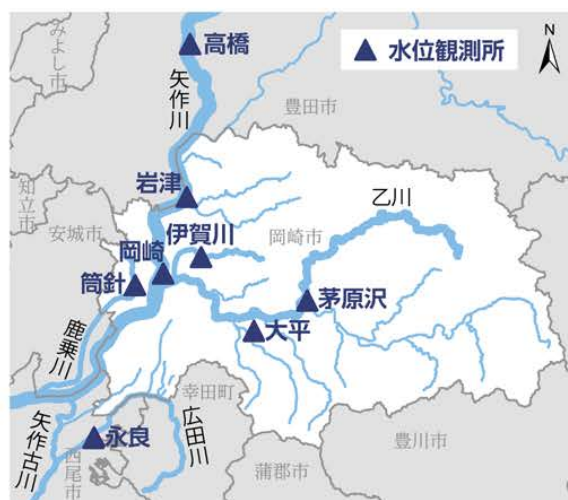 高橋
水位観測所
N
みよし市
矢作川
豊田市
岩津
乙川
知立市
安城市
伊賀川
岡崎市
岡崎
筒針
茅原沢
大平
鹿乗川
幸田町
矢作古川
広田川
永良
西尾市
蒲郡市
豊川市